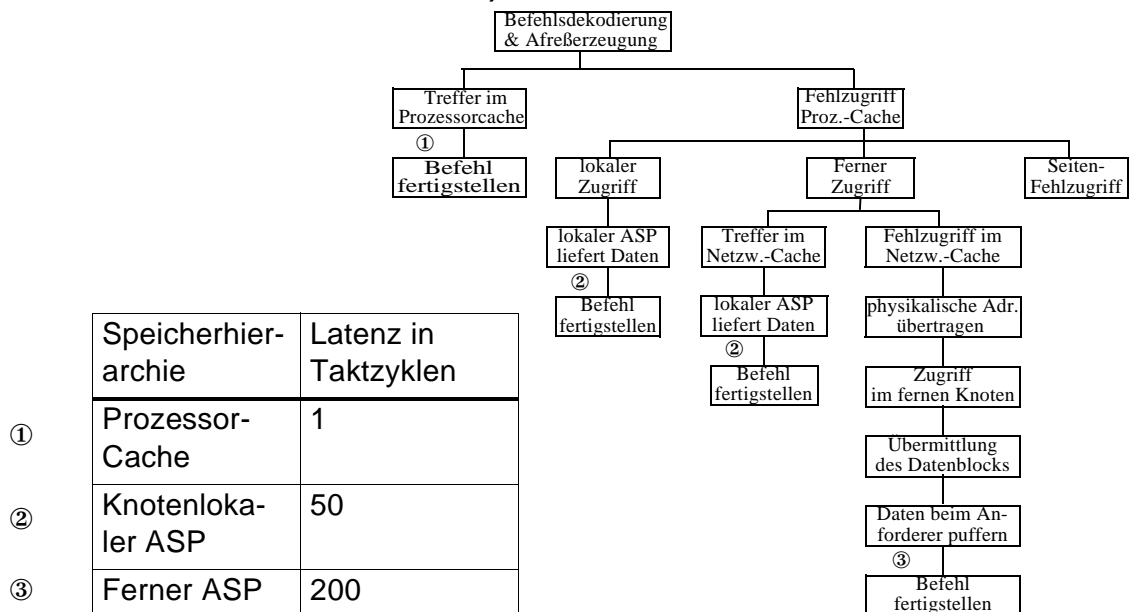 Befehlsdekodierung
& Afreßerzeugung
Treffer im
Prozessorcache
①
Befehl
fertigstellen
Fehlzugriff
Proz.-Cache
lokaler
Zugriff
Ferner
Zugriff
Seiten-
Fehlzugriff
lokaler ASP
liefert Daten
②
Befehl
fertigstellen
Treffer im
Netzw.-Cache
lokaler ASP
liefert Daten
②
Befehl
fertigstellen
Fehlzugriff im
Netzw.-Cache
physikalische Adr.
übertragen
Zugriff
im fernen Knoten
Übermittlung
des Datenblocks
Daten beim An-
forderer puffern
③
Befehl
fertigstellen
Speicherhier-
archie
Latenz in
Taktzyklen
①
Prozessor-
Cache
1
②
Knotenloka-
ler ASP
50
③
Ferner ASP
200